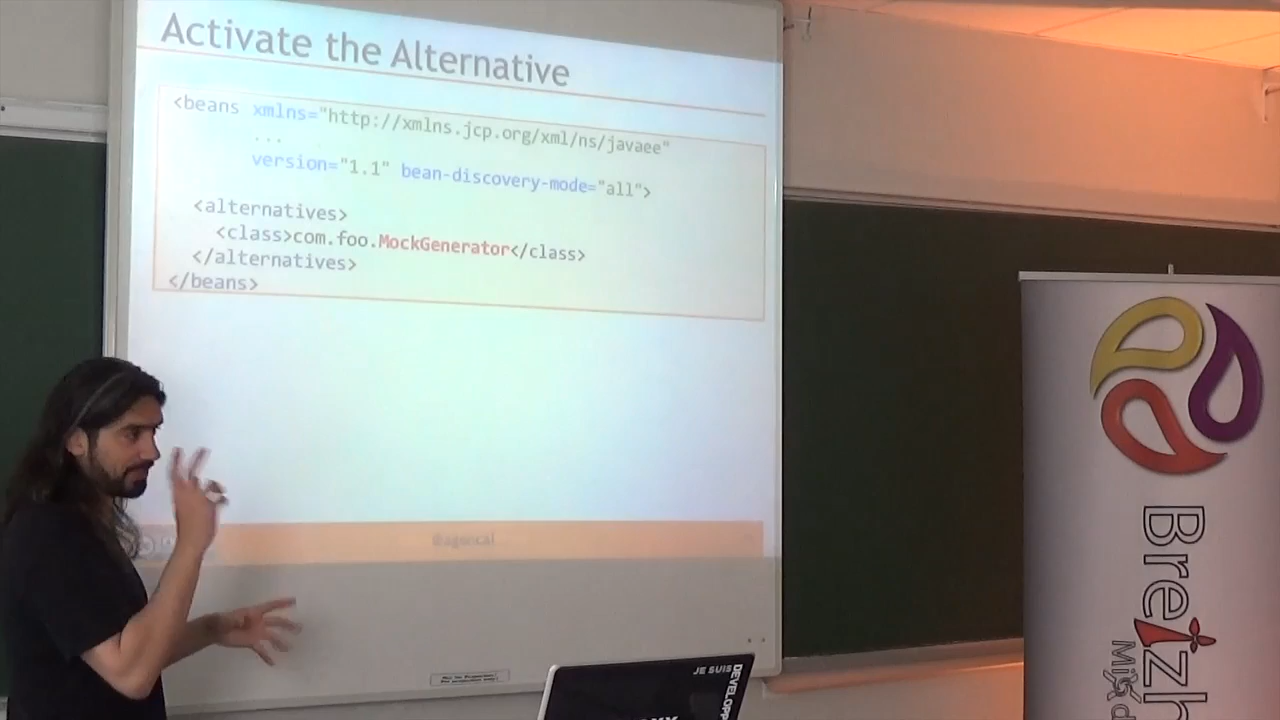 Activate the Alternative
<beans xmlns="http://xmlns.jcp.org/xml/ns/javaee"
...
version="1.1" bean-discovery-mode="all">
<alternatives>
<class>com.foo.MockGenerator</class>
</alternatives>
</beans>
@agoncal
JE SUIS
DEVELOPP
Breizh